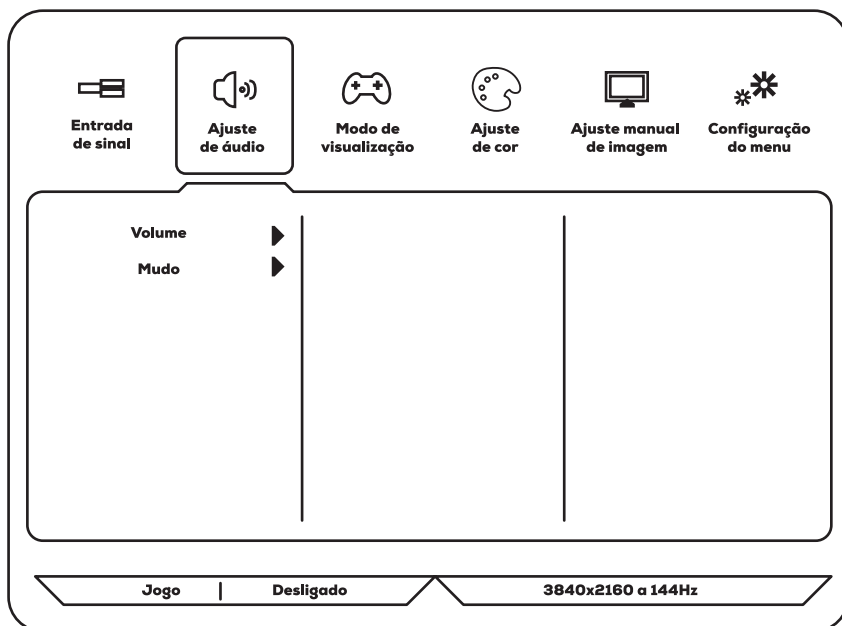 Entrada
de sinal
Ajuste
de áudio
Modo de
visualização
Ajuste
de cor
Ajuste manual
de imagem
Configuração
do menu
Volume
Mudo
Jogo
Desligado
3840x2160 a 144Hz